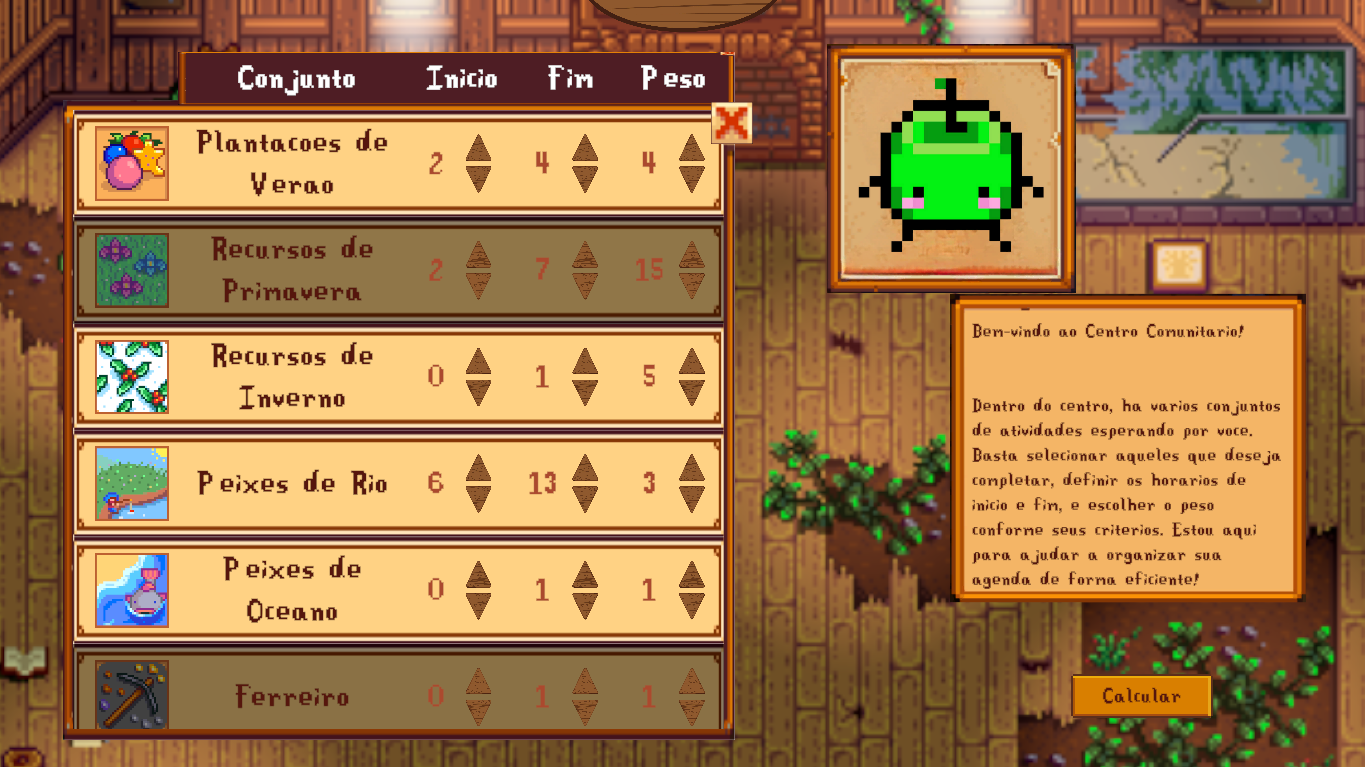 Conjunto Inicio Fim Peso
Plantacoes de
Verao
2 4 4
Recursos de
Primavera
2 7 15
Recursos de
Inverno
0 1 5
Peixes de Rio 6 13 3
Peixes de
Oceano
0 1 1
Ferreiro 0 1 1
Bem-vindo ao Centro Comunitario!
Dentro do centro, ha varios conjuntos
de atividades esperando por voce.
Basta selecionar aqueles que deseja
completar, definir os horarios de
inicio e fim, e escolher o peso
conforme seus criterios. Estou aqui
para ajudar a organizar sua
agenda de forma eficiente!
Calcular